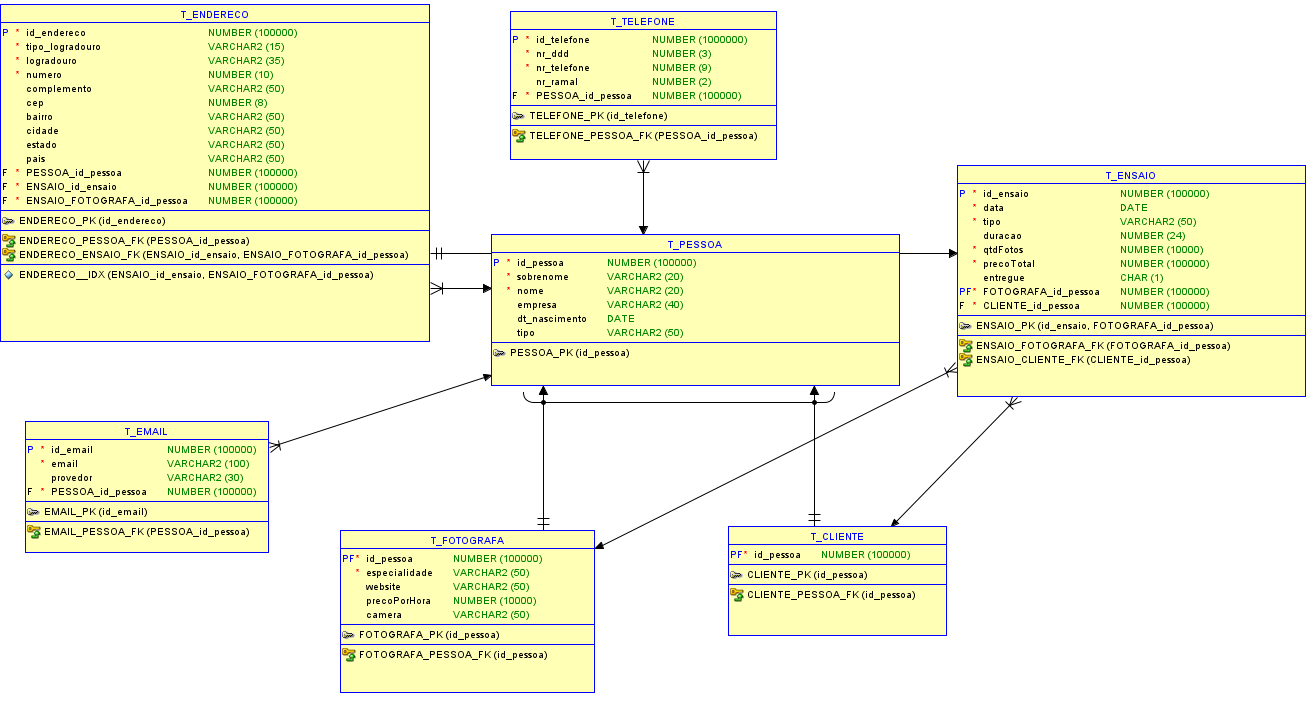 T_ENDERECO
P * id_endereco NUMBER (100000)
* tipo_logradouro VARCHAR2 (15)
* logradouro VARCHAR2 (35)
* numero NUMBER (10)
complemento VARCHAR2 (50)
cep NUMBER (8)
bairro VARCHAR2 (50)
cidade VARCHAR2 (50)
estado VARCHAR2 (50)
pais VARCHAR2 (50)
F * PESSOA_id_pessoa NUMBER (100000)
F * ENSAIO_id_ensaio NUMBER (100000)
F * ENSAIO_FOTOGRAFA_id_pessoa NUMBER (100000)
ENDERECO_PK (id_endereco)
ENDERECO_PESSOA_FK (PESSOA_id_pessoa)
ENDERECO_ENSAIO_FK (ENSAIO_id_ensaio, ENSAIO_FOTOGRAFA_id_pessoa)
ENDERECO__IDX (ENSAIO_id_ensaio, ENSAIO_FOTOGRAFA_id_pessoa)
T_TELEFONE
P * id_telefone NUMBER (1000000)
* nr_ddd NUMBER (3)
* nr_telefone NUMBER (9)
nr_ramal NUMBER (2)
F * PESSOA_id_pessoa NUMBER (100000)
TELEFONE_PK (id_telefone)
TELEFONE_PESSOA_FK (PESSOA_id_pessoa)
T_ENSAIO
P * id_ensaio NUMBER (100000)
* data DATE
* tipo VARCHAR2 (50)
duracao NUMBER (24)
* qtdFotos NUMBER (10000)
* precoTotal NUMBER (100000)
entregue CHAR (1)
PF* FOTOGRAFA_id_pessoa NUMBER (100000)
F * CLIENTE_id_pessoa NUMBER (100000)
ENSAIO_PK (id_ensaio, FOTOGRAFA_id_pessoa)
ENSAIO_FOTOGRAFA_FK (FOTOGRAFA_id_pessoa)
ENSAIO_CLIENTE_FK (CLIENTE_id_pessoa)
T_PESSOA
P * id_pessoa NUMBER (100000)
* sobrenome VARCHAR2 (20)
* nome VARCHAR2 (20)
empresa VARCHAR2 (40)
dt_nascimento DATE
tipo VARCHAR2 (50)
PESSOA_PK (id_pessoa)
T_EMAIL
P * id_email NUMBER (100000)
* email VARCHAR2 (100)
provedor VARCHAR2 (30)
F * PESSOA_id_pessoa NUMBER (100000)
EMAIL_PK (id_email)
EMAIL_PESSOA_FK (PESSOA_id_pessoa)
T_FOTOGRAFA
PF* id_pessoa NUMBER (100000)
* especialidade VARCHAR2 (50)
website VARCHAR2 (50)
precoPorHora NUMBER (10000)
camera VARCHAR2 (50)
FOTOGRAFA_PK (id_pessoa)
FOTOGRAFA_PESSOA_FK (id_pessoa)
T_CLIENTE
PF* id_pessoa NUMBER (100000)
CLIENTE_PK (id_pessoa)
CLIENTE_PESSOA_FK (id_pessoa)